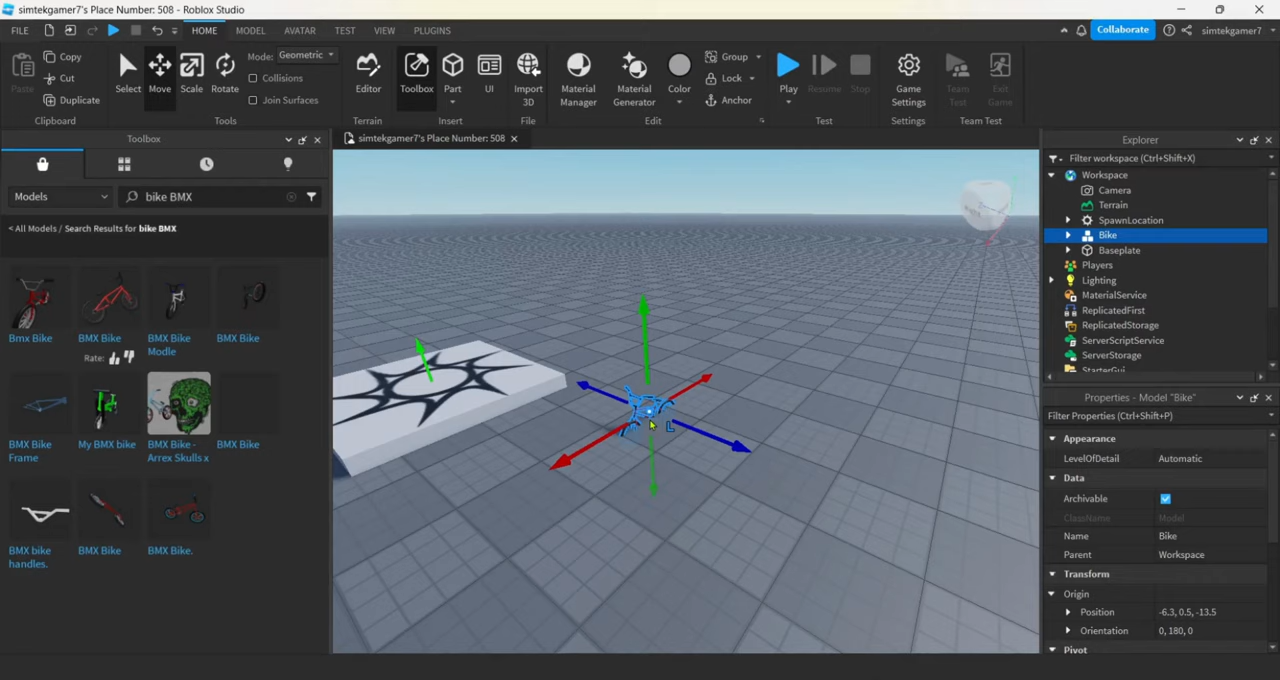 simtekgamer7's Place Number: 508 - Roblox Studio
FILE HOME MODEL AVATAR TEST VIEW PLUGINS Collaborate simtekgamer7
Paste Copy Cut Duplicate
Select Move Scale Rotate
Mode: Geometric
Collisions
Join Surfaces
Editor Toolbox Part UI Import 3D
Material Manager Material Generator Color
Group Lock Anchor
Play Resume Stop
Game Settings
Team Test Exit Game
Clipboard Tools Terrain Insert File Edit Test Settings Team Test
Toolbox
simtekgamer7's Place Number: 508
Models
bike BMX
< All Models / Search Results for bike BMX
Bmx Bike
BMX Bike
BMX Bike Modle
BMX Bike
Rate:
BMX Bike Frame
My BMX bike
BMX Bike - Arrex Skulls x
BMX Bike
BMX bike handles.
BMX Bike
BMX Bike.
L
Explorer
Filter workspace (Ctrl+Shift+X)
Workspace
Camera
Terrain
SpawnLocation
Bike
Baseplate
Players
Lighting
MaterialService
ReplicatedFirst
ReplicatedStorage
ServerScriptService
ServerStorage
StarterGui
Properties - Model "Bike"
Filter Properties (Ctrl+Shift+P)
Appearance
LevelOfDetail Automatic
Data
Archivable
ClassName Model
Name Bike
Parent Workspace
Transform
Origin
Position -6.3, 0.5, -13.5
Orientation 0, 180, 0
Pivot